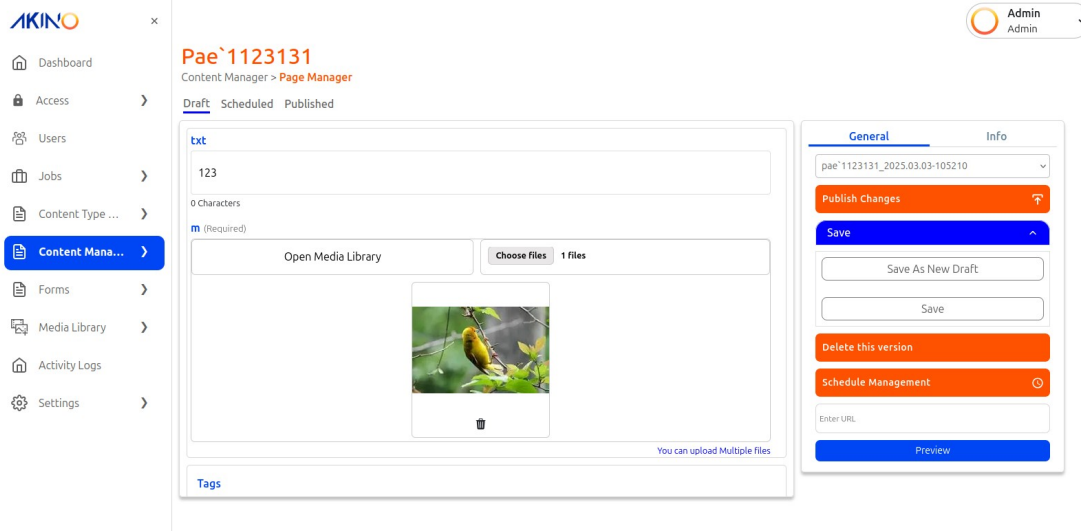 AKINO
×
Admin
Admin
Dashboard
Access
Users
Jobs
Content Type ...
Content Mana...
Forms
Media Library
Activity Logs
Settings
Pae`1123131
Content Manager > Page Manager
Draft Scheduled Published
txt
123
0 Characters
m (Required)
Open Media Library
Choose files 1 files
You can upload Multiple files
Tags
General Info
pae`1123131_2025.03.03-105210
Publish Changes
Save
Save As New Draft
Save
Delete this version
Schedule Management
Enter URL
Preview